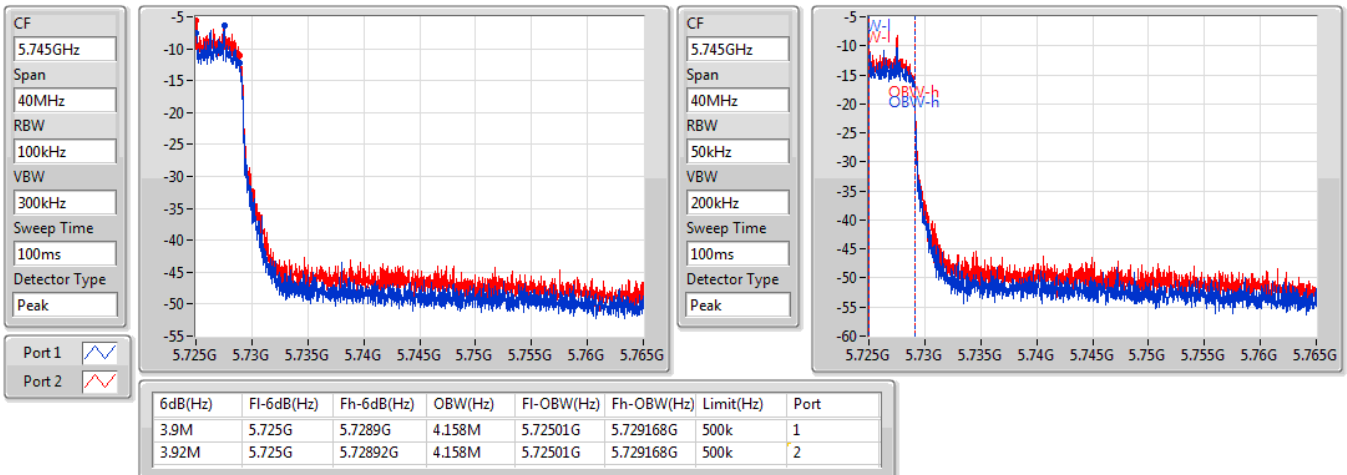 CF
5.745GHz
Span
40MHz
RBW
100kHz
VBW
300kHz
Sweep Time
100ms
Detector Type
Peak
Port 1
Port 2
-5
-10
-15
-20
-25
-30
-35
-40
-45
-50
-55
5.725G 5.73G 5.735G 5.74G 5.745G 5.75G 5.755G 5.76G 5.765G
CF
5.745GHz
Span
40MHz
RBW
50kHz
VBW
200kHz
Sweep Time
100ms
Detector Type
Peak
-5
-10
-15
-20
-25
-30
-35
-40
-45
-50
-55
-60
W-l
W-l
OBW-h
OBW-h
5.725G 5.73G 5.735G 5.74G 5.745G 5.75G 5.755G 5.76G 5.765G
6dB(Hz) Fl-6dB(Hz) Fh-6dB(Hz) OBW(Hz) Fl-OBW(Hz) Fh-OBW(Hz) Limit(Hz) Port
3.9M 5.725G 5.7289G 4.158M 5.72501G 5.729168G 500k 1
3.92M 5.725G 5.72892G 4.158M 5.72501G 5.729168G 500k 2